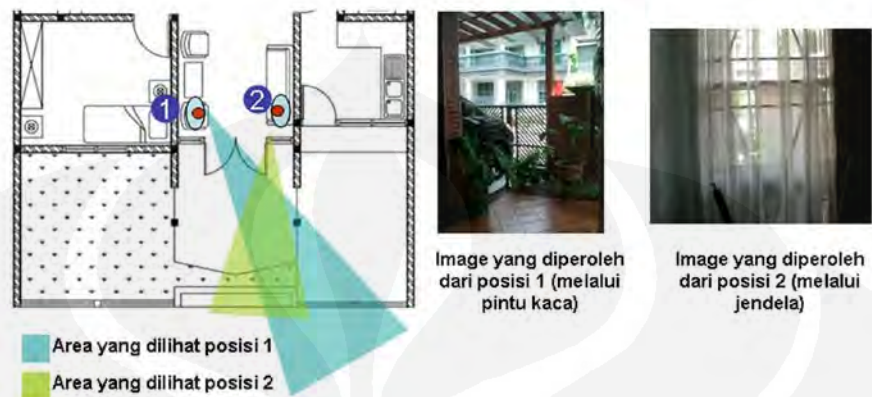 1
2
Image yang diperoleh
dari posisi 1 (melalui
pintu kaca)
Image yang diperoleh
dari posisi 2 (melalui
jendela)
Area yang dilihat posisi 1
Area yang dilihat posisi 2